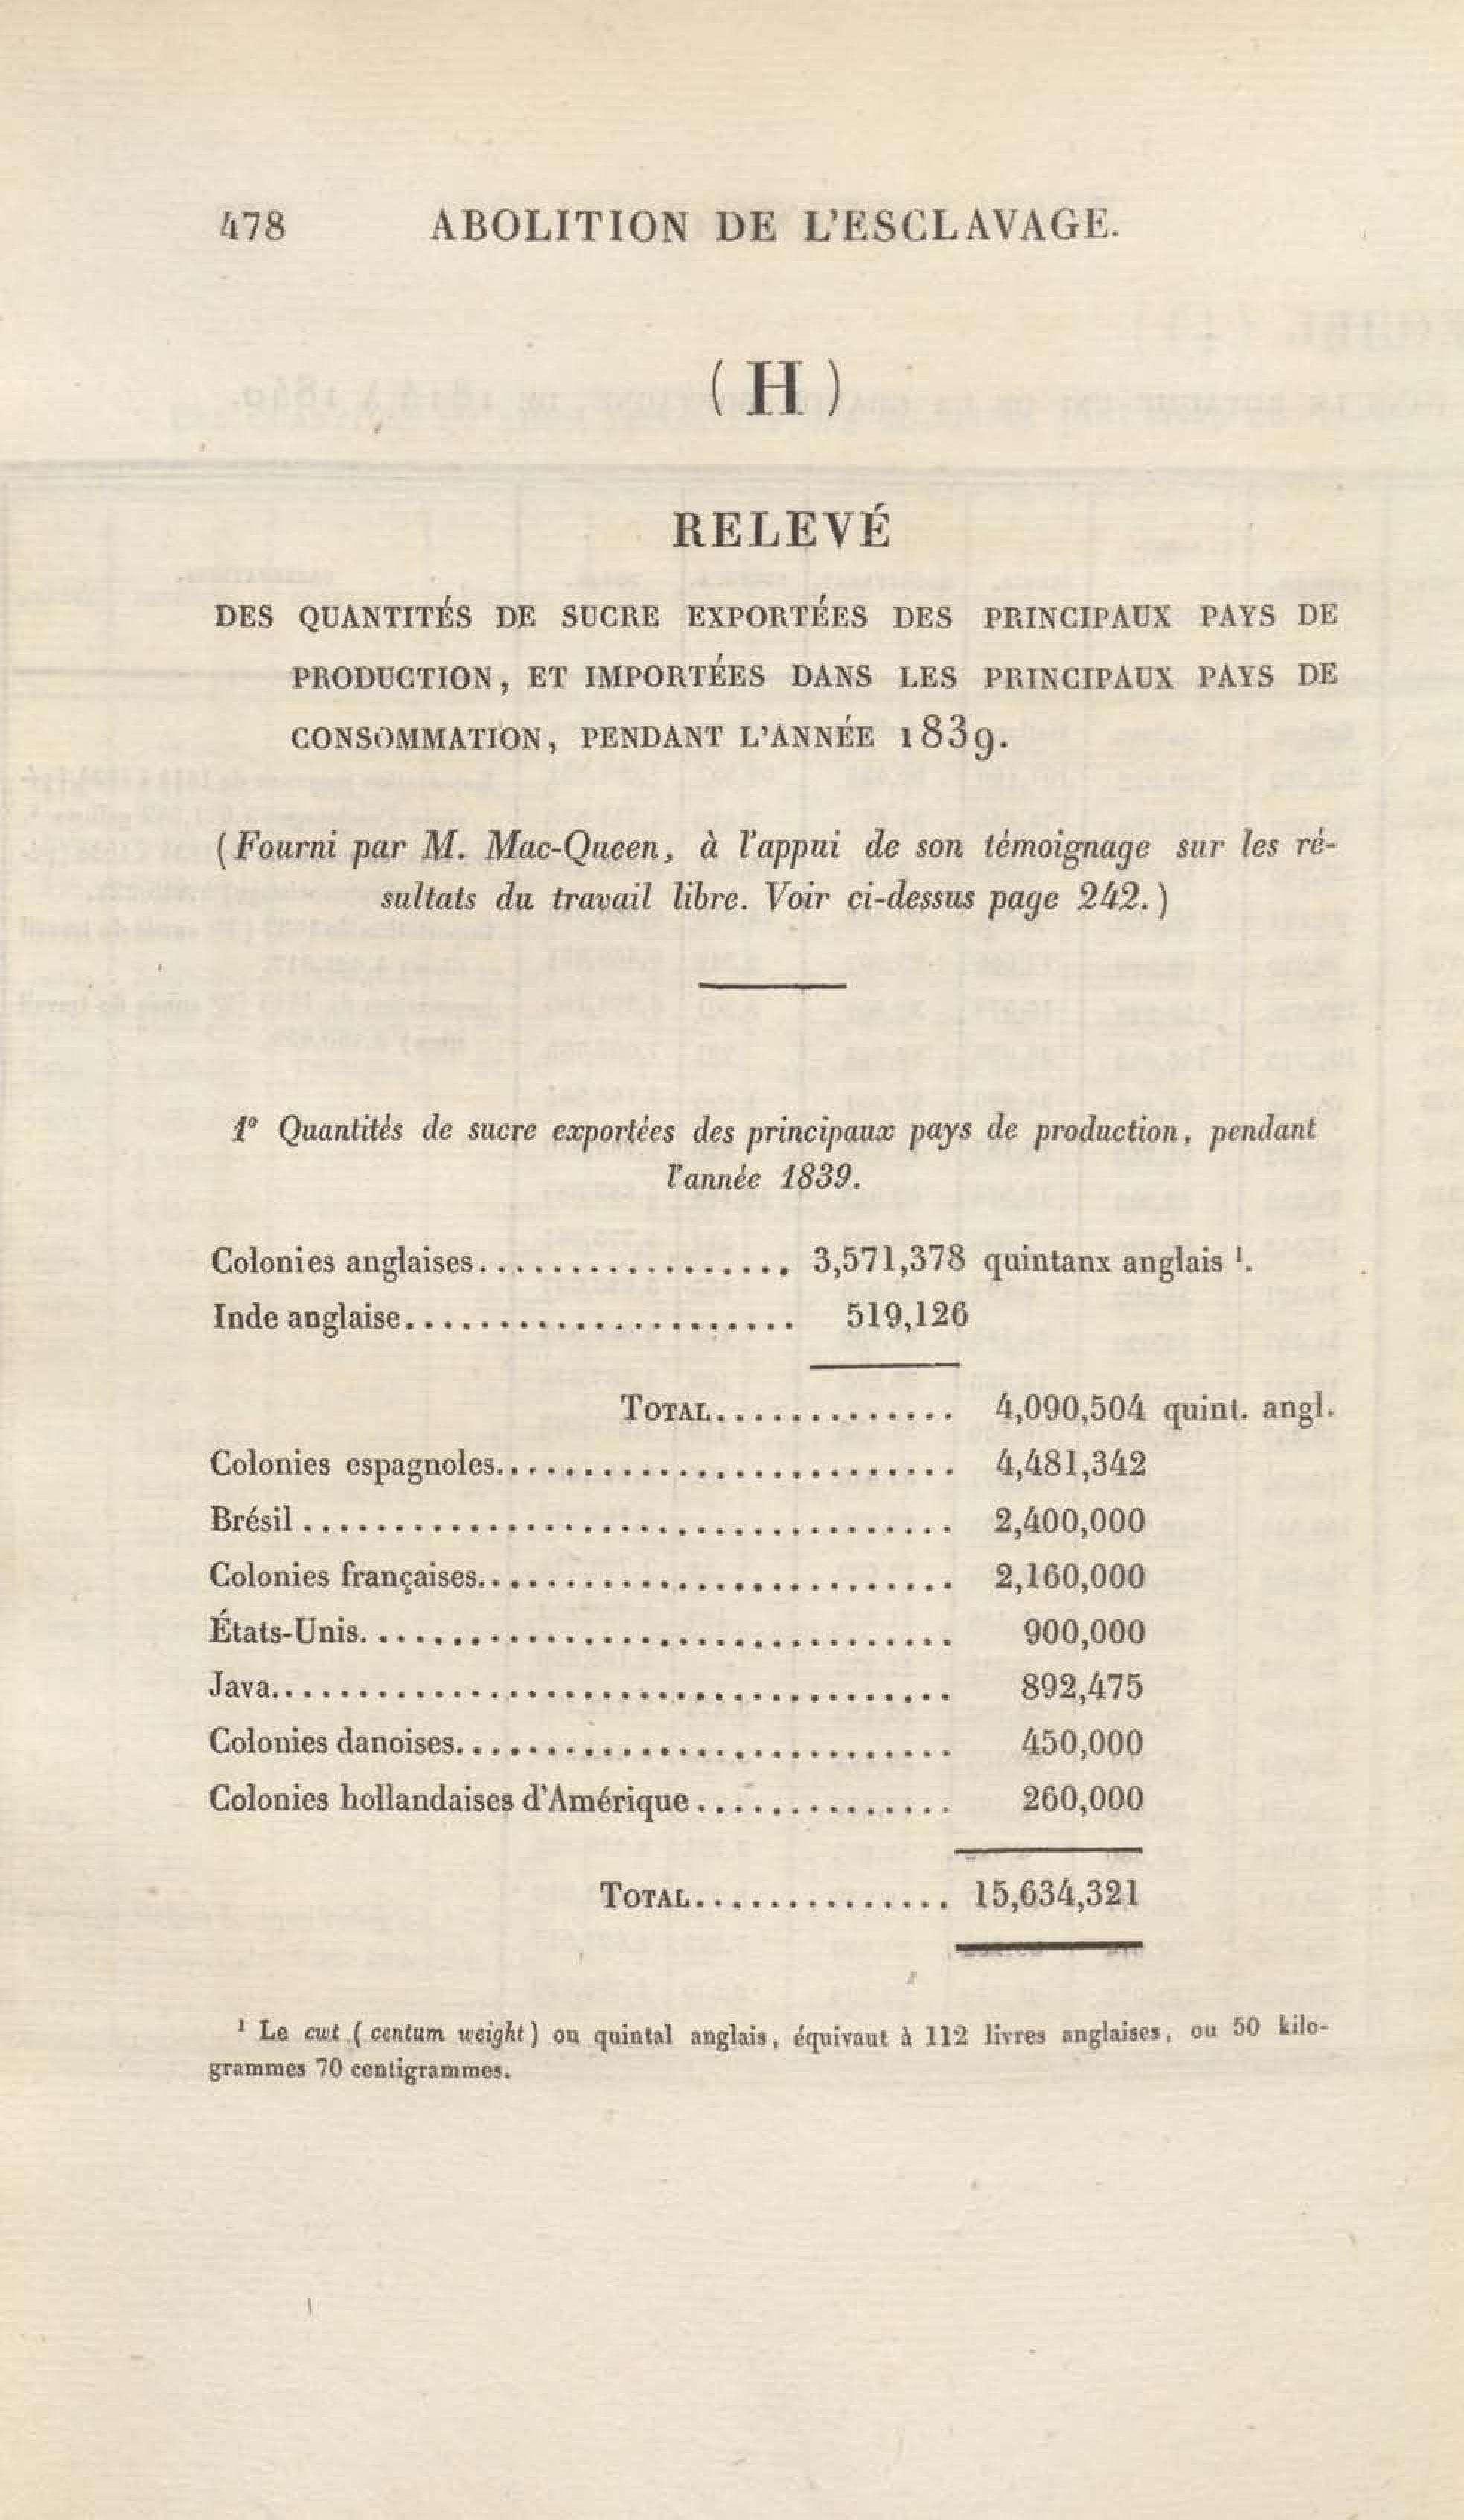 478 ABOLITION DE L'ESCLAVAGE.
(H)
RELEVÉ
DES QUANTITÉS DE SUCRE EXPORTÉES DES PRINCIPAUX PAYS DE
PRODUCTION, ET IMPORTÉES DANS LES PRINCIPAUX PAYS DE
CONSOMMATION, PENDANT L'ANNÉE 1839.
(Fourni par M. Mac-Queen, à l'appui de son témoignage sur les ré-
sultats du travail libre. Voir ci-dessus page 242.)
1° Quantités de sucre exportées des principaux pays de production, pendant
l'année 1839.
Colonies anglaises................. 3,571,378 quintanx anglais ¹.
Inde anglaise..................... 519,126
TOTAL............. 4,090,504 quint. angl.
Colonies espagnoles......................... 4,481,342
Brésil................................... 2,400,000
Colonies françaises.......................... 2,160,000
États-Unis................................ 900,000
Java..................................... 892,475
Colonies danoises........................... 450,000
Colonies hollandaises d'Amérique.............. 260,000
TOTAL.............. 15,634,321
¹ Le cwt (centum weight) ou quintal anglais, équivaut à 112 livres anglaises, ou 50 kilo-
grammes 70 centigrammes.